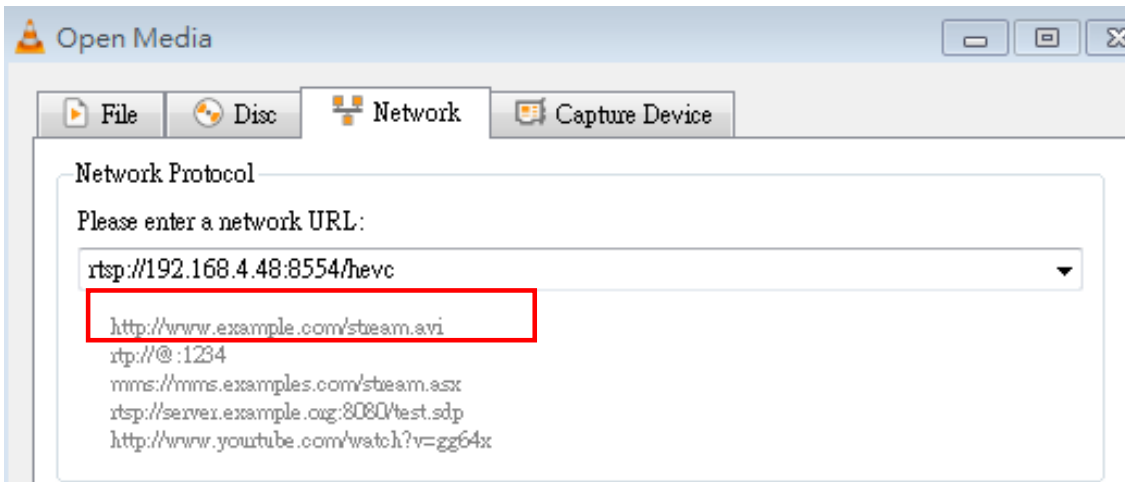 Open Media
File Disc Network Capture Device
Network Protocol
Please enter a network URL:
rtsp://192.168.4.48:8554/hevc
http://www.example.com/stream.avi
rtp://@:1234
mms://mms.examples.com/stream.asx
rtsp://server.example.org:8080/test.sdp
http://www.youtube.com/watch?v=gg64x